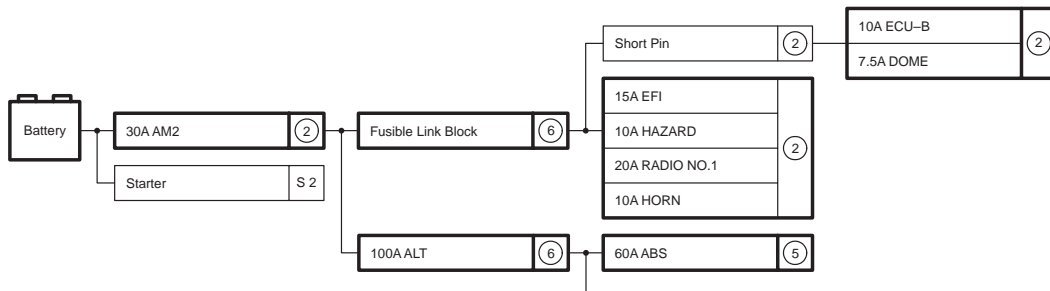 Short Pin 2
10A ECU–B
2
7.5A DOME
Battery
30A AM2 2
Fusible Link Block 6
15A EFI
10A HAZARD
2
20A RADIO NO.1
10A HORN
Starter S 2
100A ALT 6
60A ABS 5